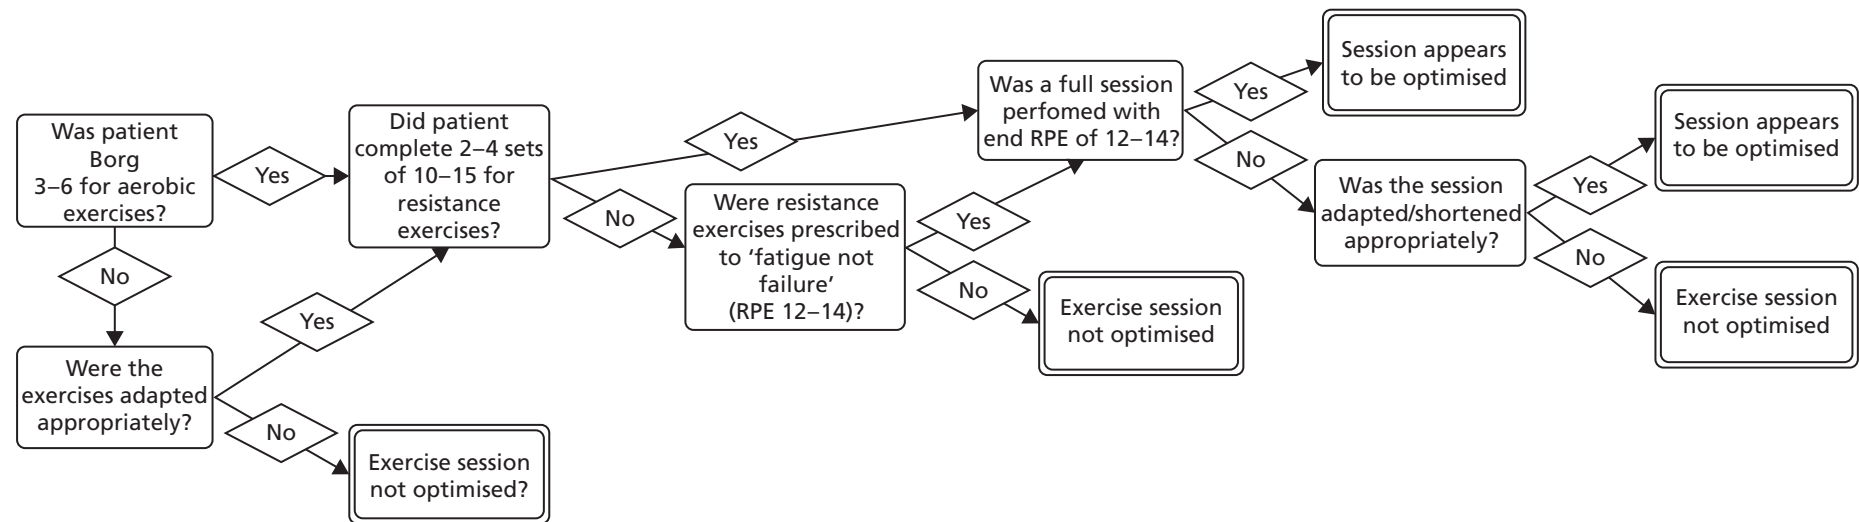 Was patient
Borg
3–6 for aerobic
exercises?
Yes
No
Were the
exercises adapted
appropriately?
Yes
No
Exercise session
not optimised?
Did patient
complete 2–4 sets
of 10–15 for
resistance
exercises?
Yes
No
Were resistance
exercises prescribed
to ‘fatigue not
failure’
(RPE 12–14)?
Yes
No
Exercise session
not optimised
Was a full session
perfomed with
end RPE of 12–14?
Yes
No
Session appears
to be optimised
Was the session
adapted/shortened
appropriately?
Yes
No
Session appears
to be optimised
Exercise session
not optimised